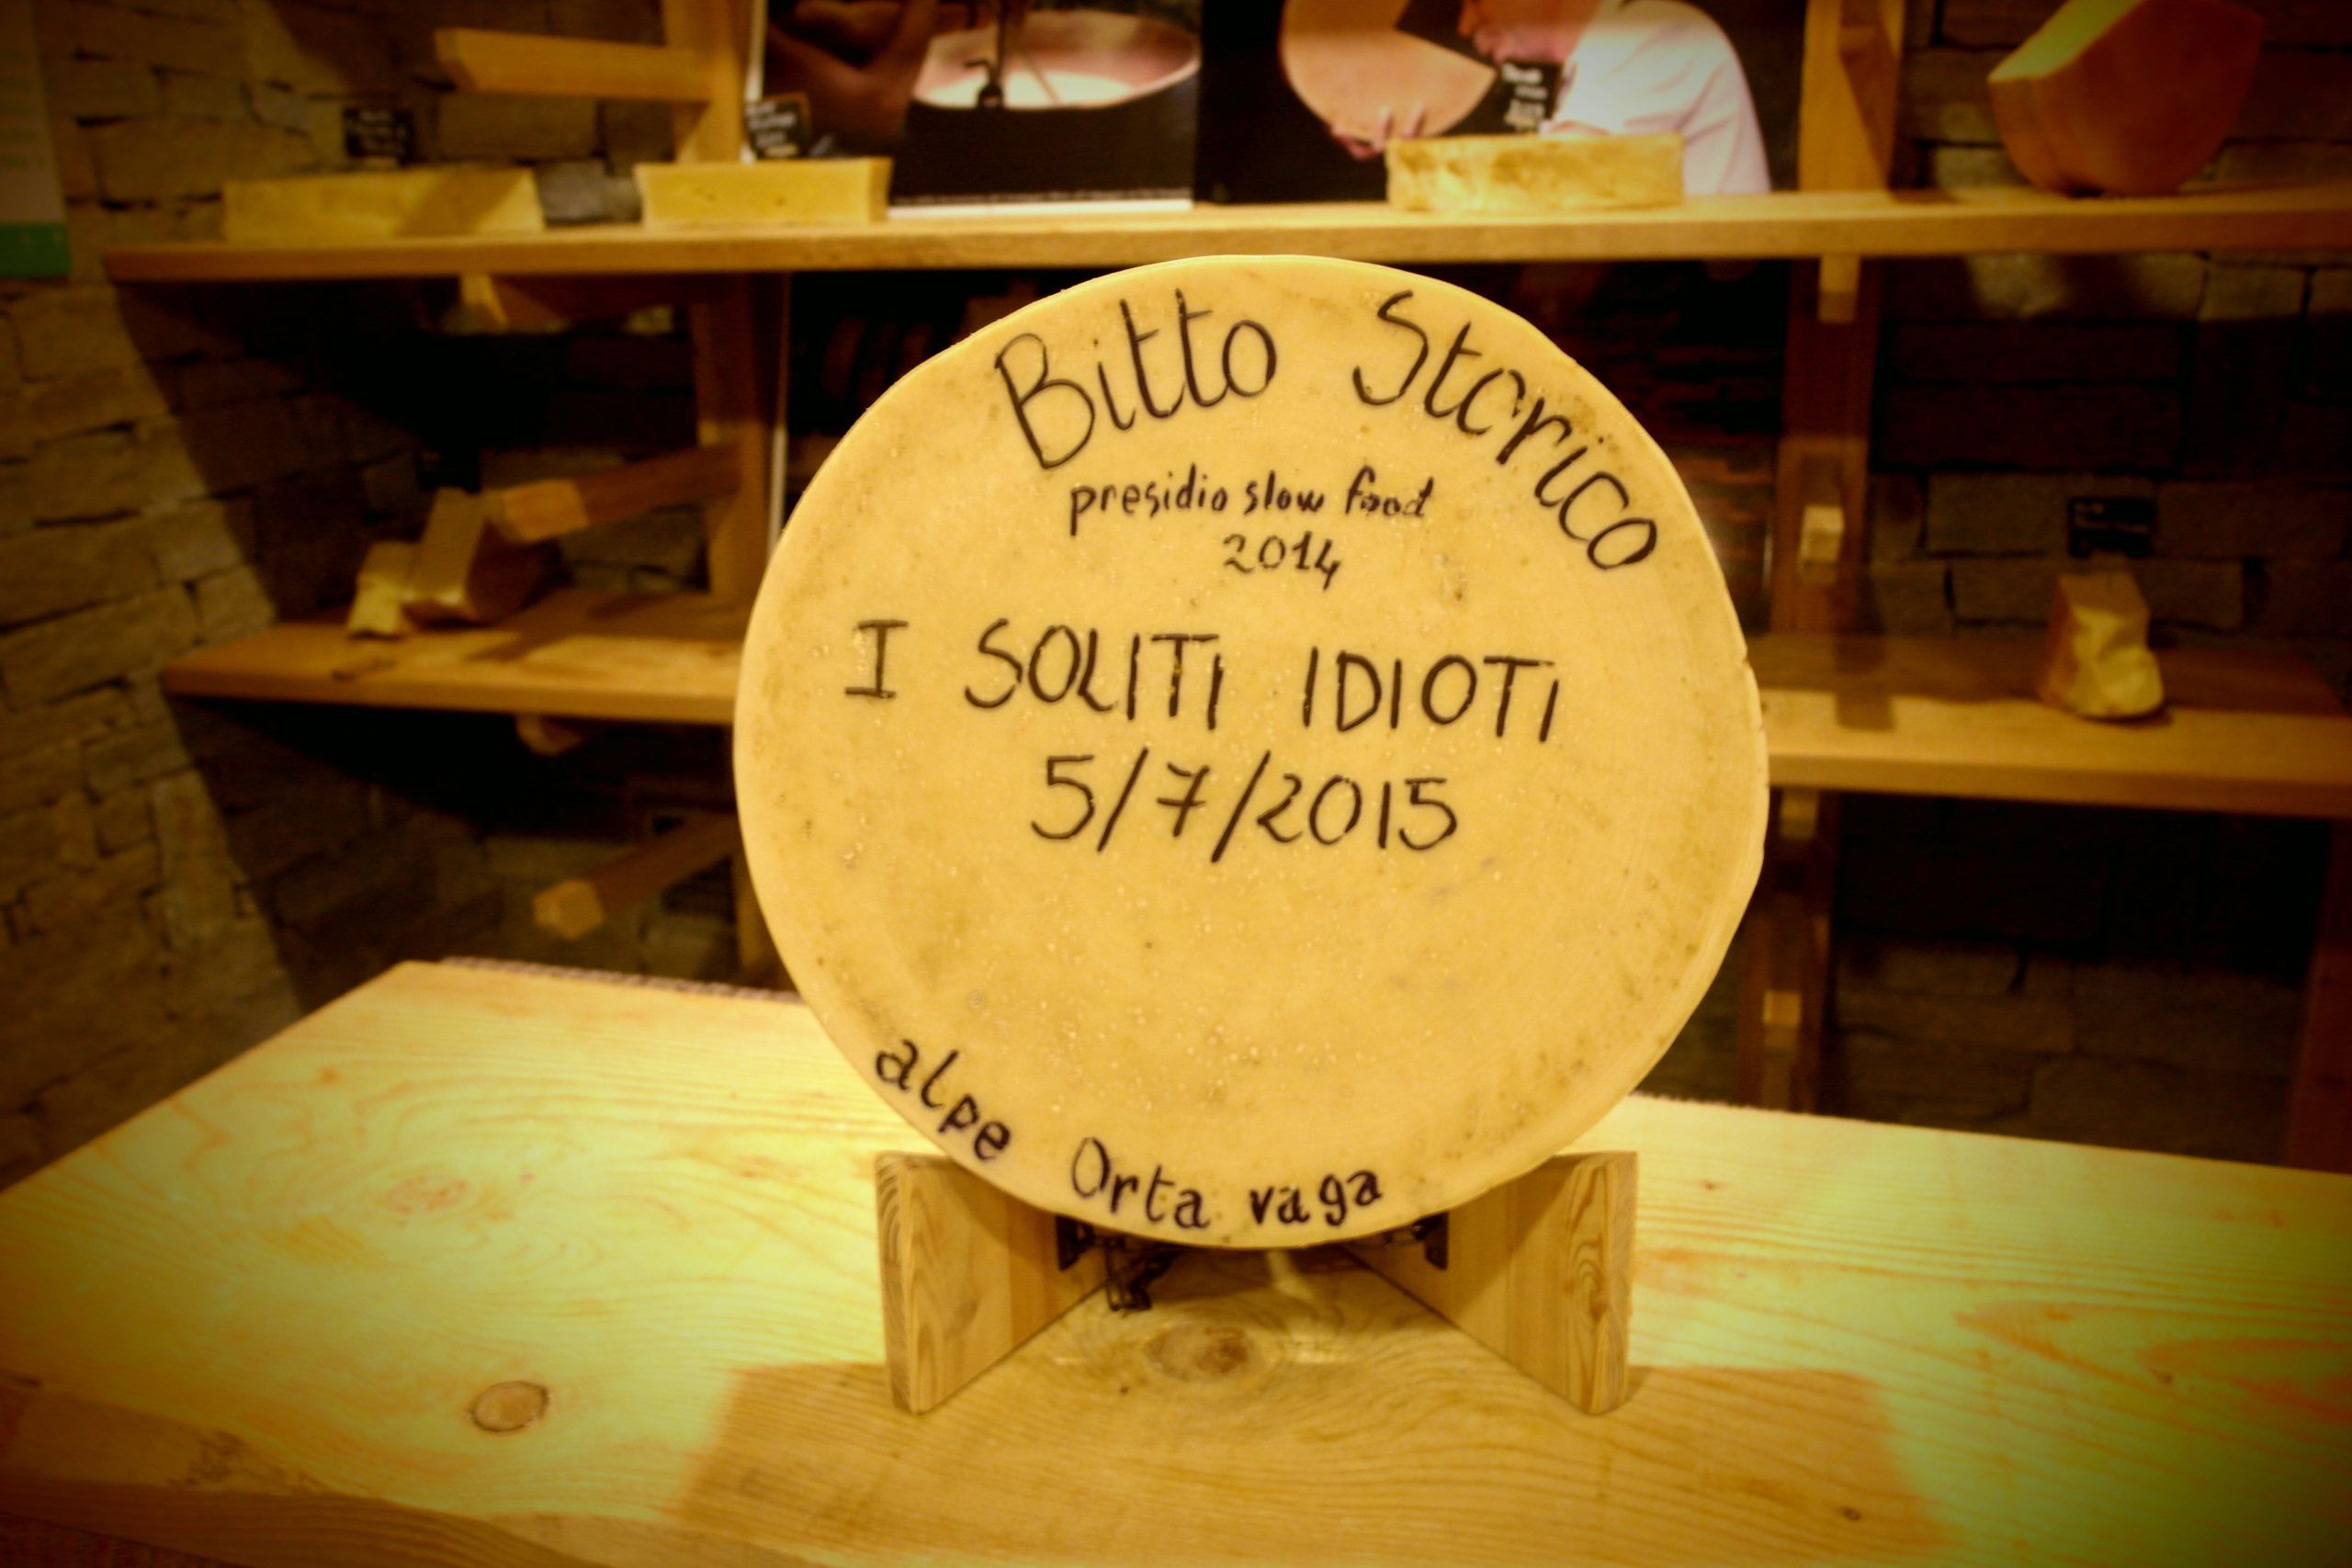 Bitto Storico
presidio slow food
2014
I SOLITI IDIOTI
5/7/2015
alpe Orta vaga